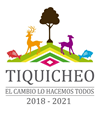 TIQUICHEO
EL CAMBIO LO HACEMOS TODOS
2018 - 2021